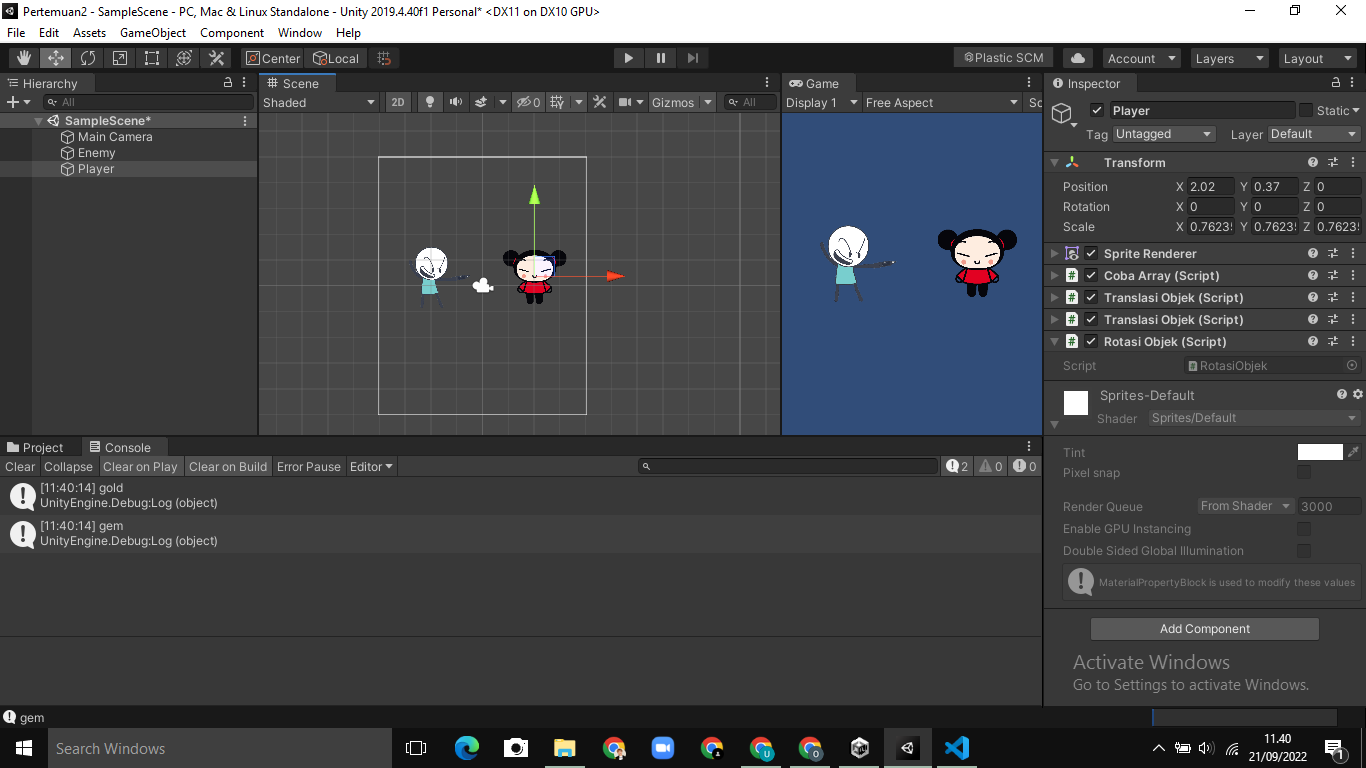 Pertemuan2 - SampleScene - PC, Mac & Linux Standalone - Unity 2019.4.40f1 Personal* <DX11 on DX10 GPU>
File Edit Assets GameObject Component Window Help
Center Local Plastic SCM Account Layers Layout
Hierarchy
All
SampleScene*
Main Camera
Enemy
Player
Scene
Shaded 2D 0 Gizmos All
Game
Display 1 Free Aspect Sc
Inspector
Player Static
Tag Untagged Layer Default
Transform
Position X 2.02 Y 0.37 Z 0
Rotation X 0 Y 0 Z 0
Scale X 0.7623 Y 0.7623 Z 0.7623
Sprite Renderer
# Coba Array (Script)
# Translasi Objek (Script)
# Translasi Objek (Script)
# Rotasi Objek (Script)
Script RotasiObjek
Sprites-Default
Shader Sprites/Default
Tint
Pixel snap
Render Queue From Shader 3000
Enable GPU Instancing
Double Sided Global Illumination
MaterialPropertyBlock is used to modify these values
Add Component
Activate Windows
Go to Settings to activate Windows.
Project Console
Clear Collapse Clear on Play Clear on Build Error Pause Editor 2 0 0
[11:40:14] gold
UnityEngine.Debug:Log (object)
[11:40:14] gem
UnityEngine.Debug:Log (object)
gem
Search Windows
U
O
11.40
21/09/2022
1